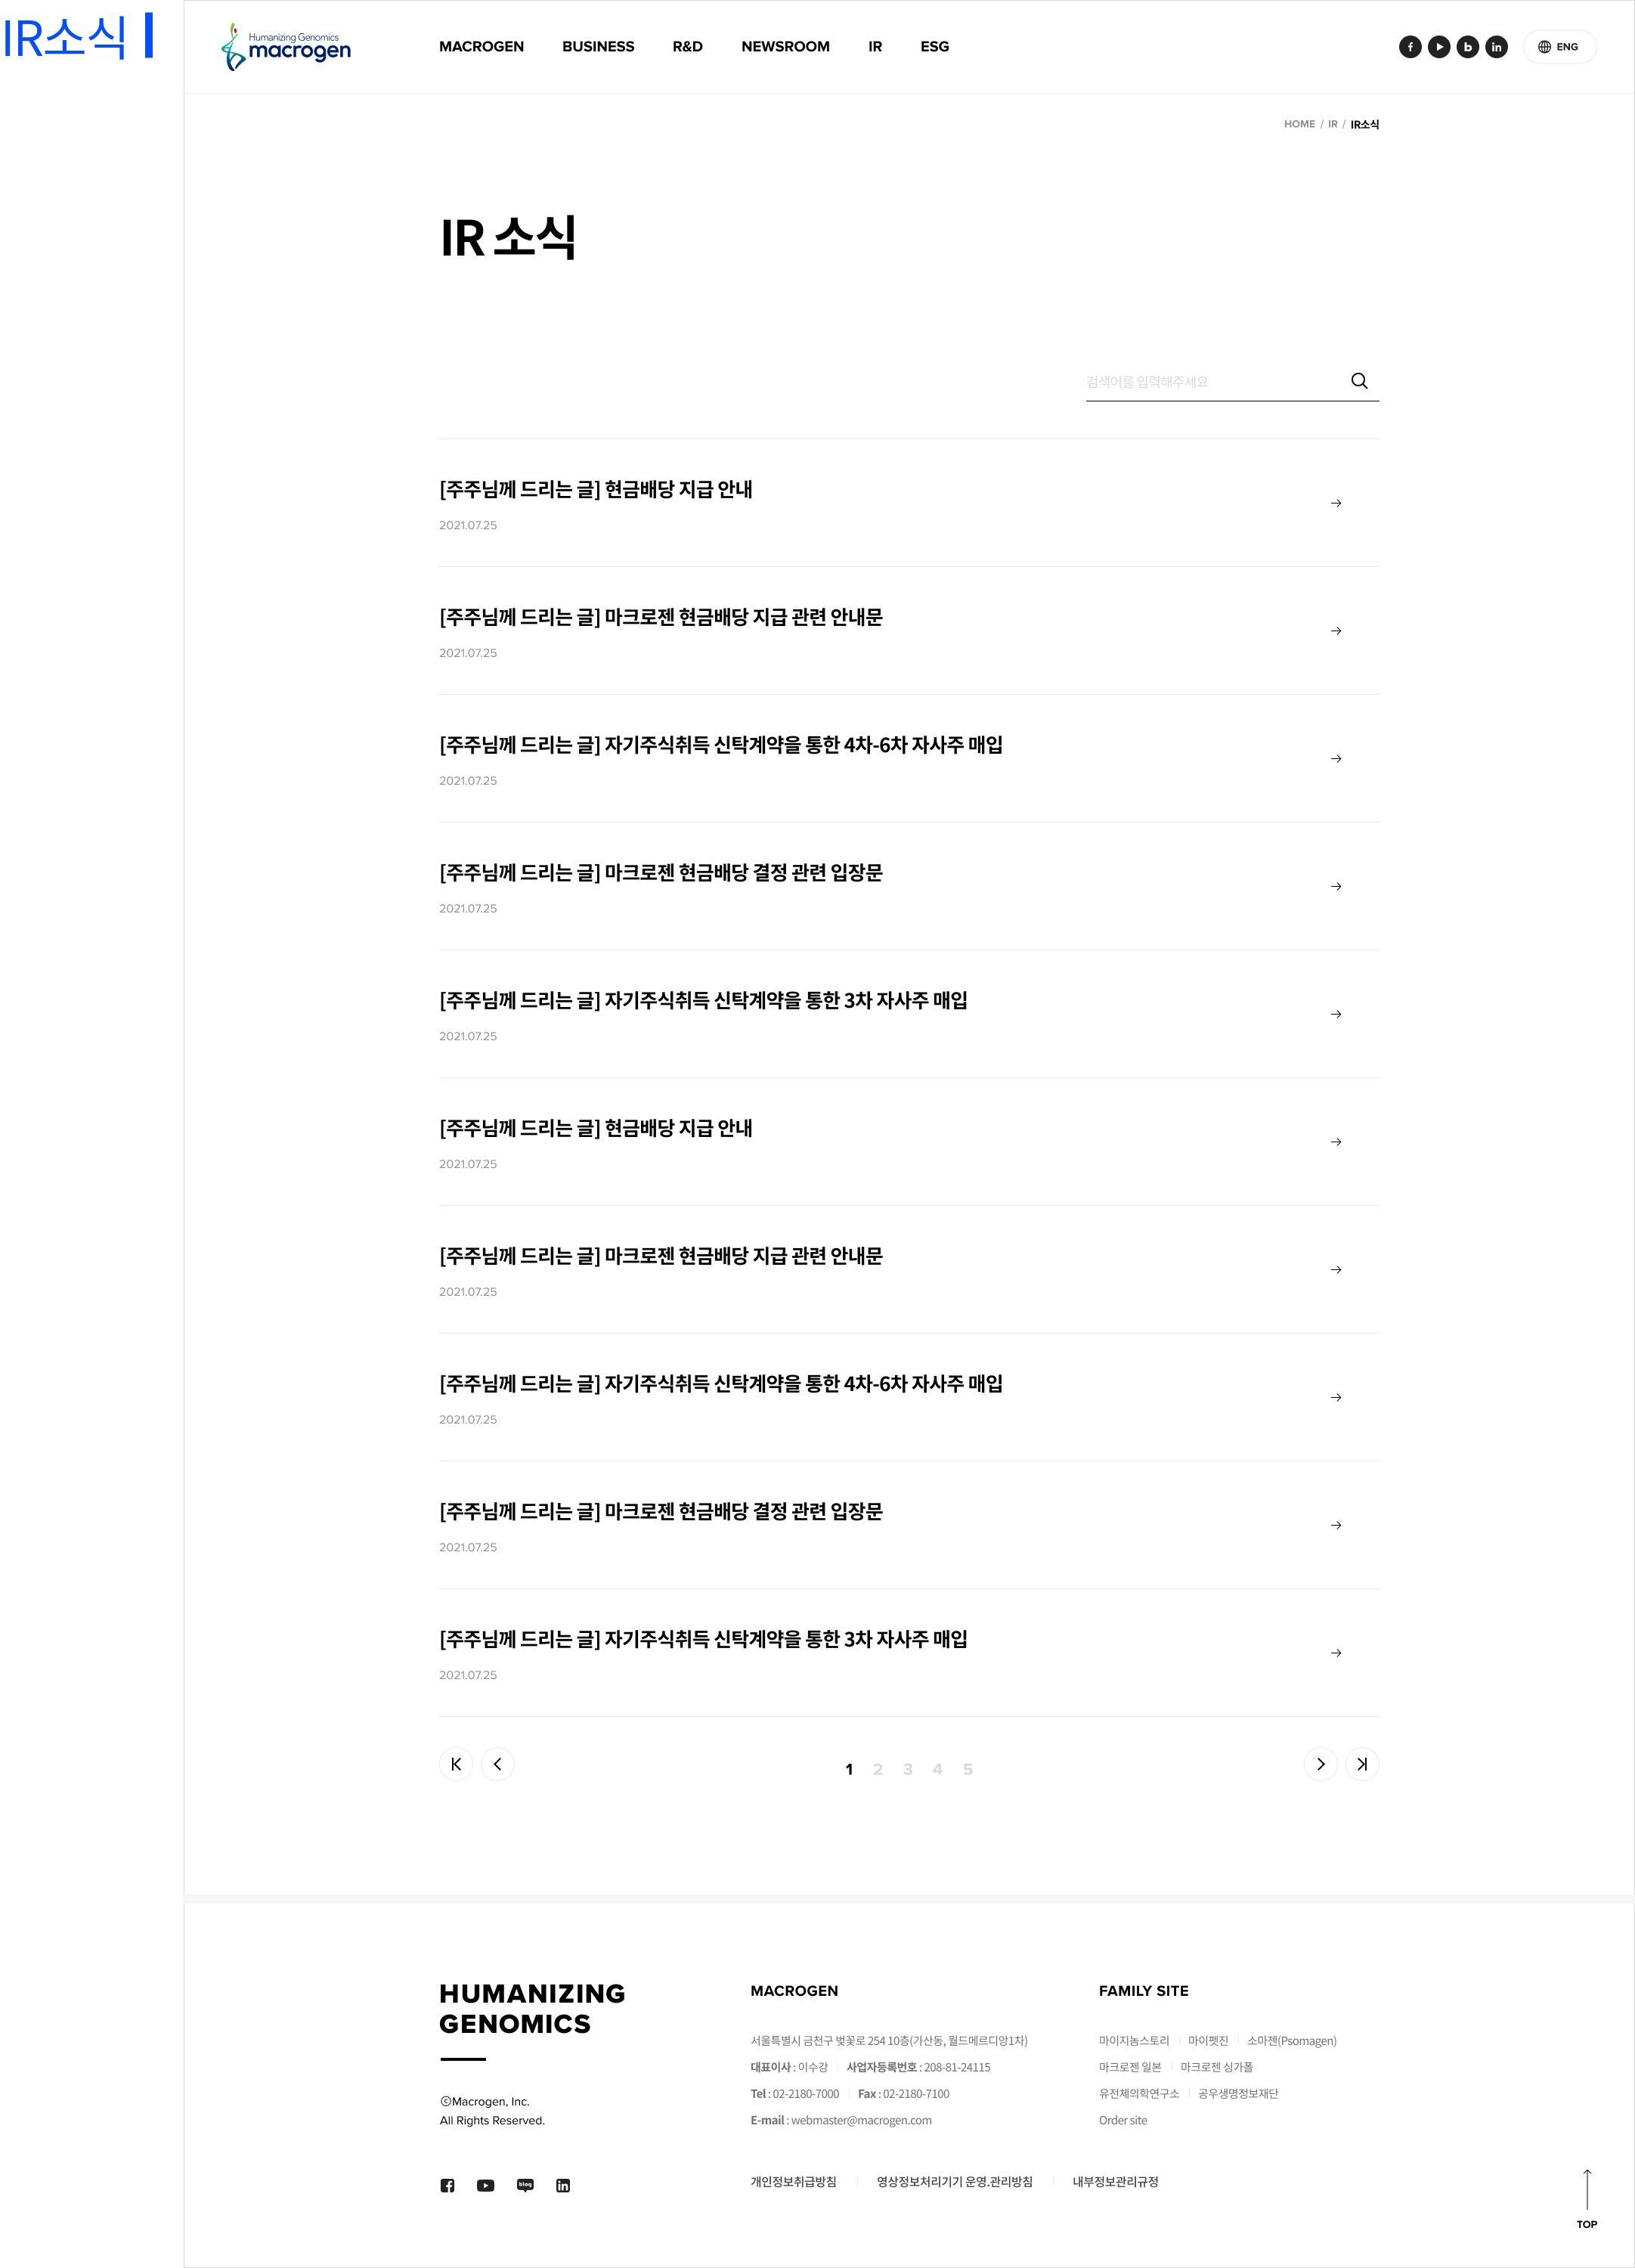 IR소식
Humanizing Genomics
macrogen
MACROGEN BUSINESS R&D NEWSROOM IR ESG
ENG
HOME / IR / IR소식
IR 소식
검색어를 입력해주세요
[주주님께 드리는 글] 현금배당 지급 안내
2021.07.25
[주주님께 드리는 글] 마크로젠 현금배당 지급 관련 안내문
2021.07.25
[주주님께 드리는 글] 자기주식취득 신탁계약을 통한 4차-6차 자사주 매입
2021.07.25
[주주님께 드리는 글] 마크로젠 현금배당 결정 관련 입장문
2021.07.25
[주주님께 드리는 글] 자기주식취득 신탁계약을 통한 3차 자사주 매입
2021.07.25
[주주님께 드리는 글] 현금배당 지급 안내
2021.07.25
[주주님께 드리는 글] 마크로젠 현금배당 지급 관련 안내문
2021.07.25
[주주님께 드리는 글] 자기주식취득 신탁계약을 통한 4차-6차 자사주 매입
2021.07.25
[주주님께 드리는 글] 마크로젠 현금배당 결정 관련 입장문
2021.07.25
[주주님께 드리는 글] 자기주식취득 신탁계약을 통한 3차 자사주 매입
2021.07.25
1 2 3 4 5
HUMANIZING
GENOMICS
ⓒMacrogen, Inc.
All Rights Reserved.
blog
MACROGEN
서울특별시 금천구 벚꽃로 254 10층(가산동, 월드메르디앙1차)
대표이사 : 이수강 사업자등록번호 : 208-81-24115
Tel : 02-2180-7000 Fax : 02-2180-7100
E-mail : webmaster@macrogen.com
FAMILY SITE
마이지놈스토리 마이펫진 소마젠(Psomagen)
마크로젠 일본 마크로젠 싱가폴
유전체의학연구소 공우생명정보재단
Order site
개인정보취급방침 영상정보처리기기 운영.관리방침 내부정보관리규정
TOP